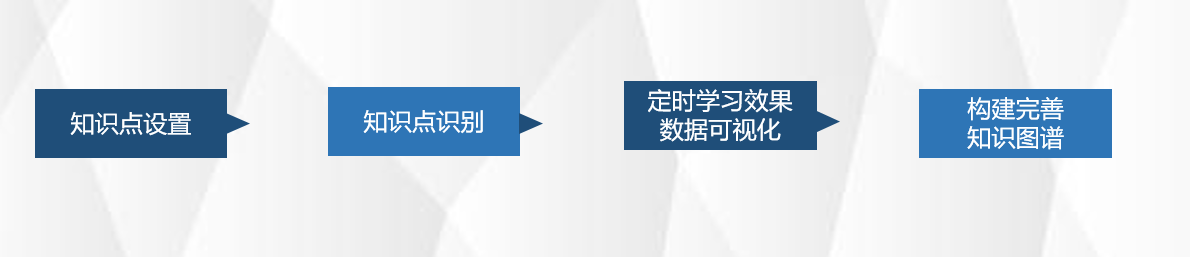 知识点设置
知识点识别
定时学习效果
数据可视化
构建完善
知识图谱